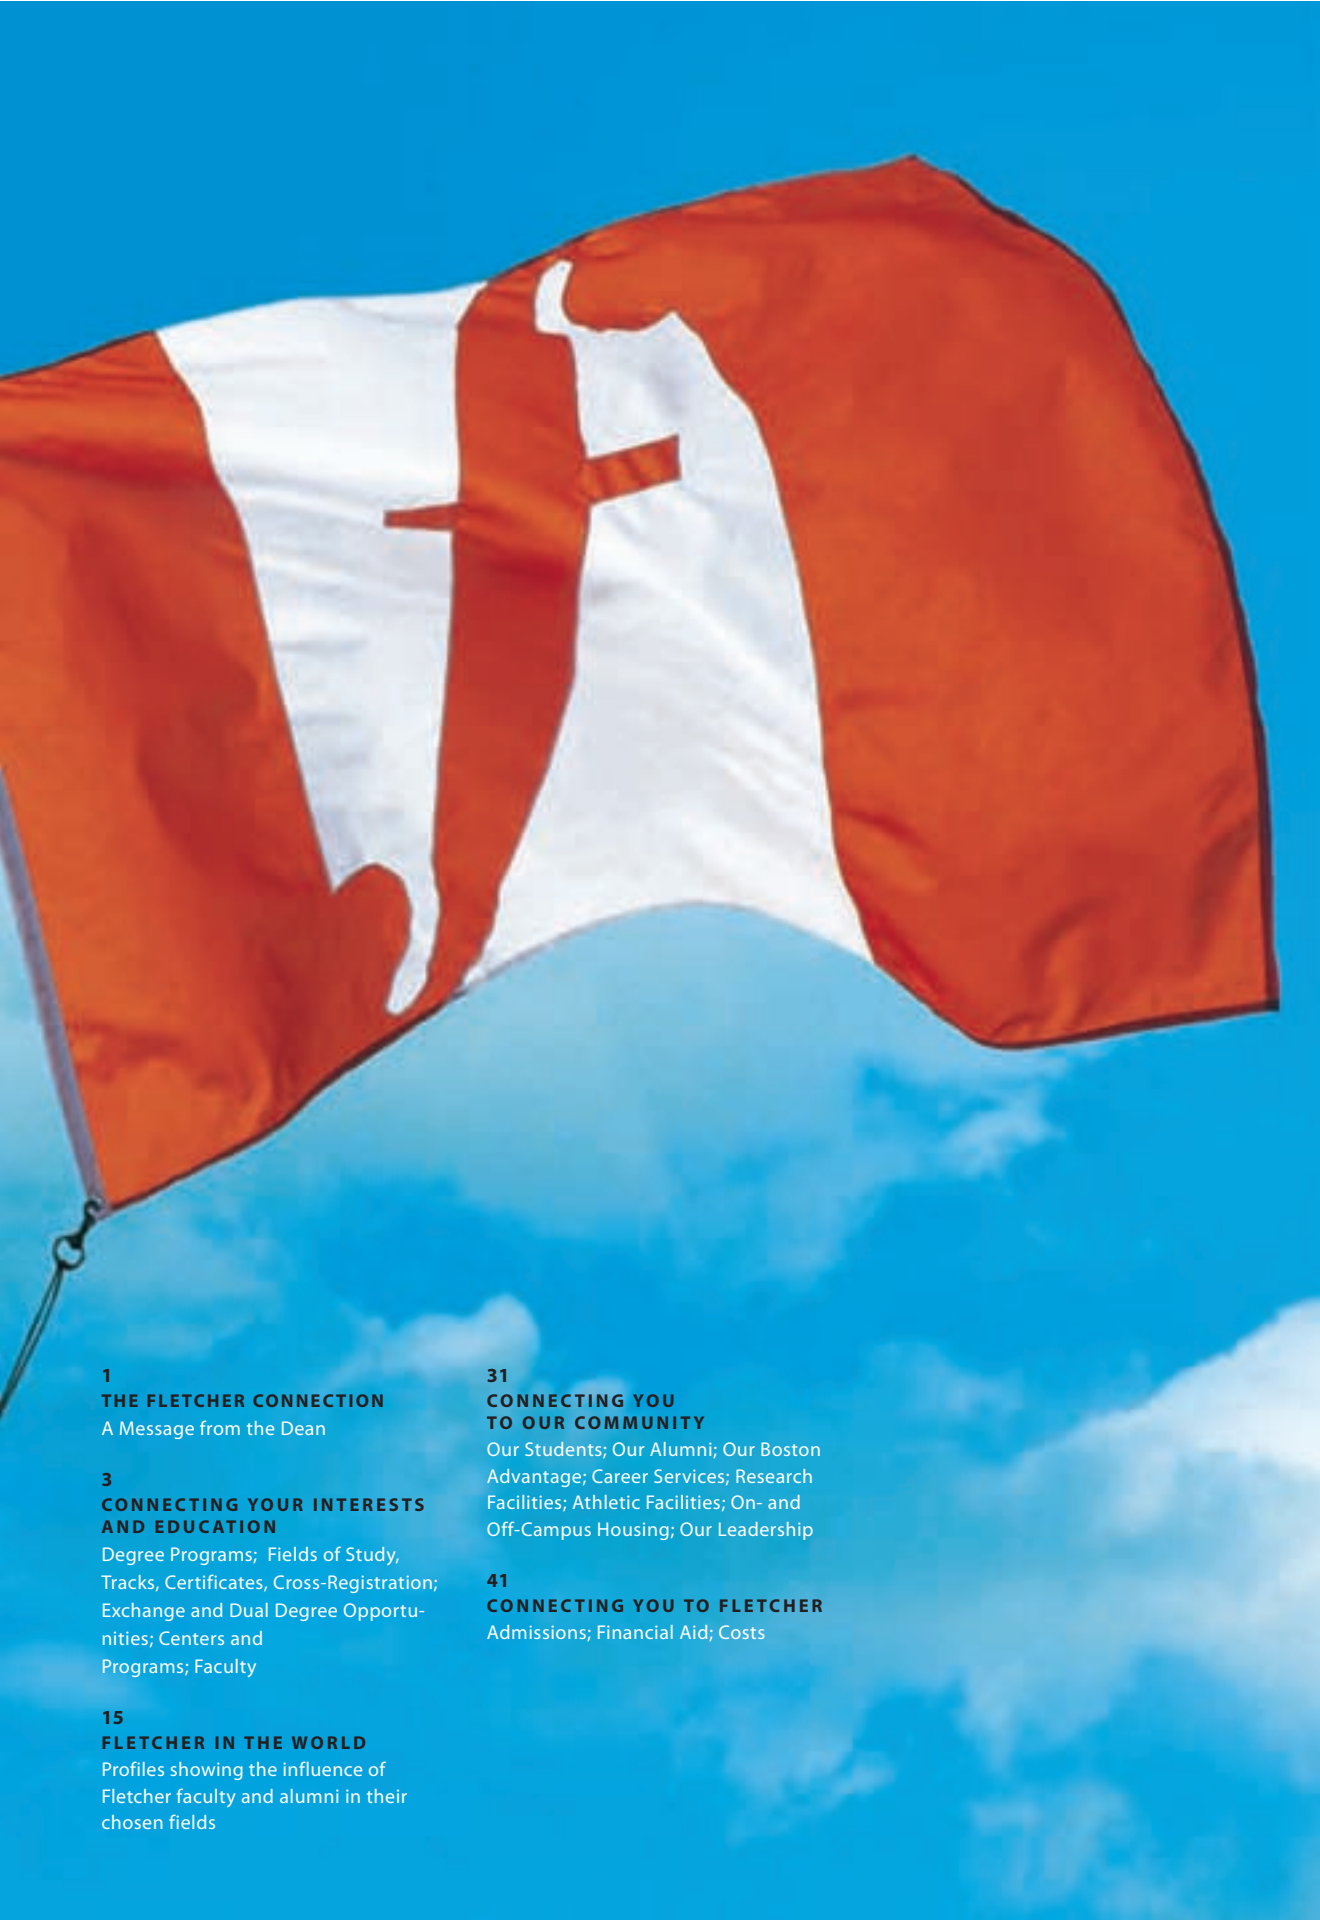 f
1
THE FLETCHER CONNECTION
A Message from the Dean
3
CONNECTING YOUR INTERESTS
AND EDUCATION
Degree Programs;  Fields of Study,
Tracks, Certificates, Cross-Registration;
Exchange and Dual Degree Opportu-
nities; Centers and
Programs; Faculty
15
FLETCHER IN THE WORLD
Profiles showing the influence of
Fletcher faculty and alumni in their
chosen fields
31
CONNECTING YOU
TO OUR COMMUNITY
Our Students; Our Alumni; Our Boston
Advantage; Career Services; Research
Facilities; Athletic Facilities; On- and
Off-Campus Housing; Our Leadership
41
CONNECTING YOU TO FLETCHER
Admissions; Financial Aid; Costs